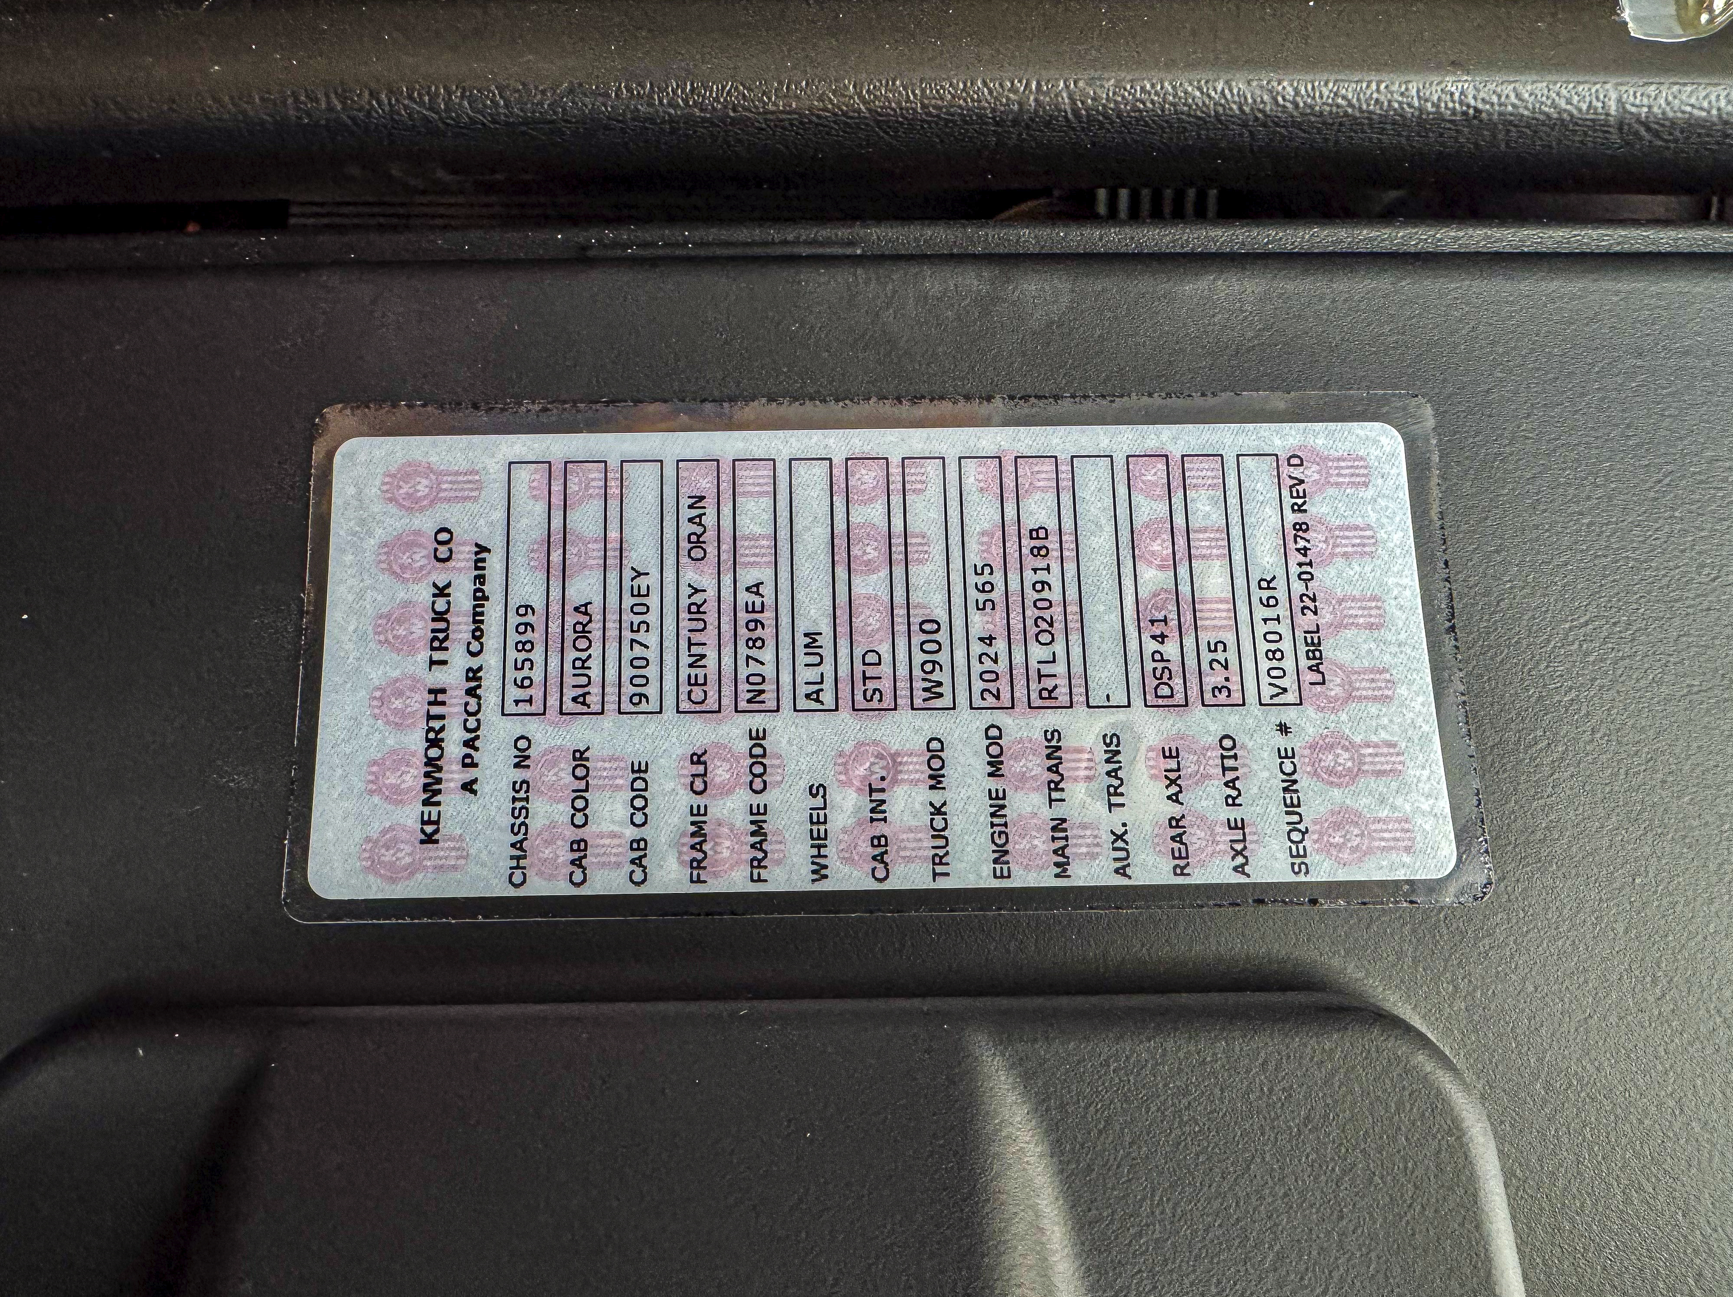 KENWORTH TRUCK CO
A PACCAR Company
CHASSIS NO 1658999
CAB COLOR AURORA
CAB CODE 900750EY
FRAME CLR CENTURY ORAN
FRAME CODE N0789EA
WHEELS ALUM
CAB INT. STD
TRUCK MOD W900
ENGINE MOD 2024 565
MAIN TRANS RTLO20918B
AUX. TRANS -
REAR AXLE DSP41
AXLE RATIO 3.25
SEQUENCE # V08016R
LABEL 22-01478 REV.D